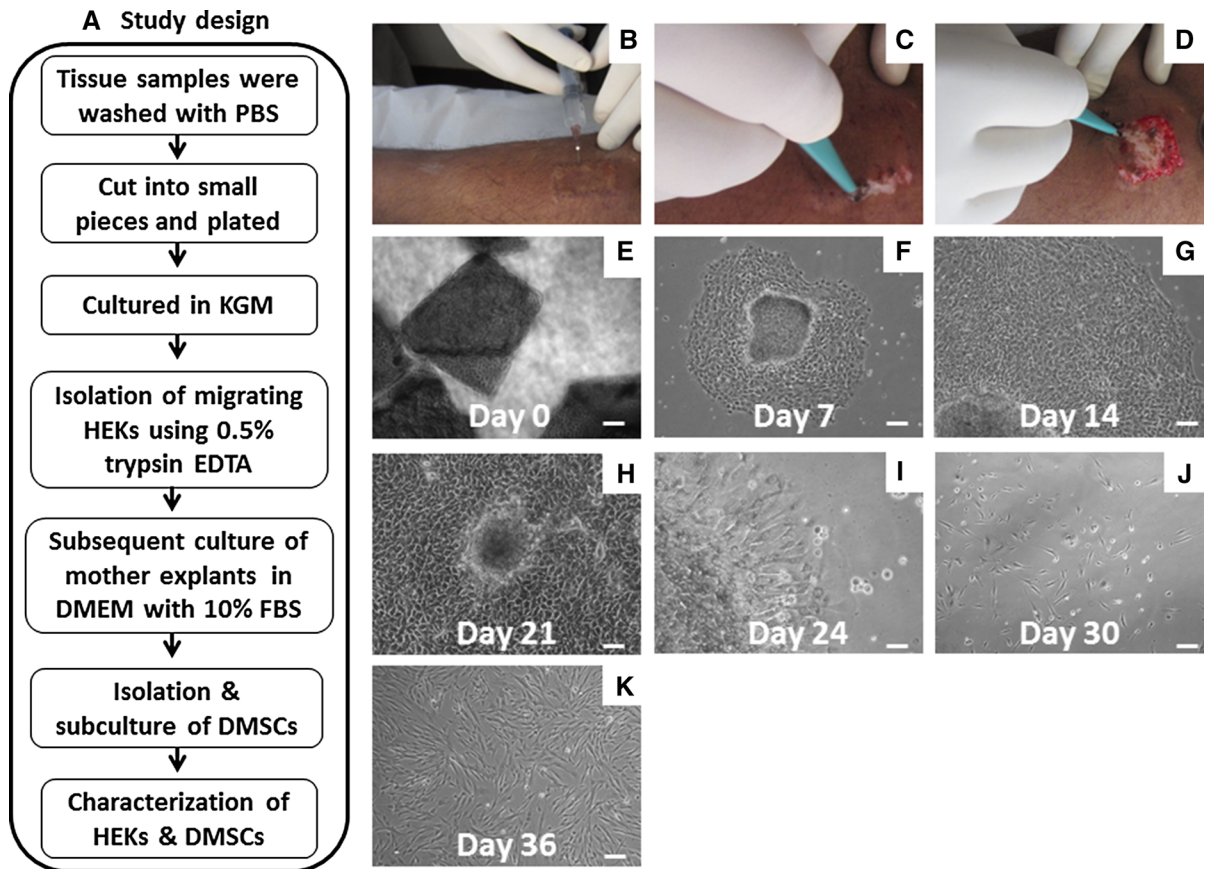 A Study design
Tissue samples were
washed with PBS
Cut into small
pieces and plated
Cultured in KGM
Isolation of migrating
HEKs using 0.5%
trypsin EDTA
Subsequent culture of
mother explants in
DMEM with 10% FBS
Isolation &
subculture of DMSCs
Characterization of
HEKs & DMSCs
B
C
D
E
Day 0
F
Day 7
G
Day 14
H
Day 21
I
Day 24
J
Day 30
K
Day 36